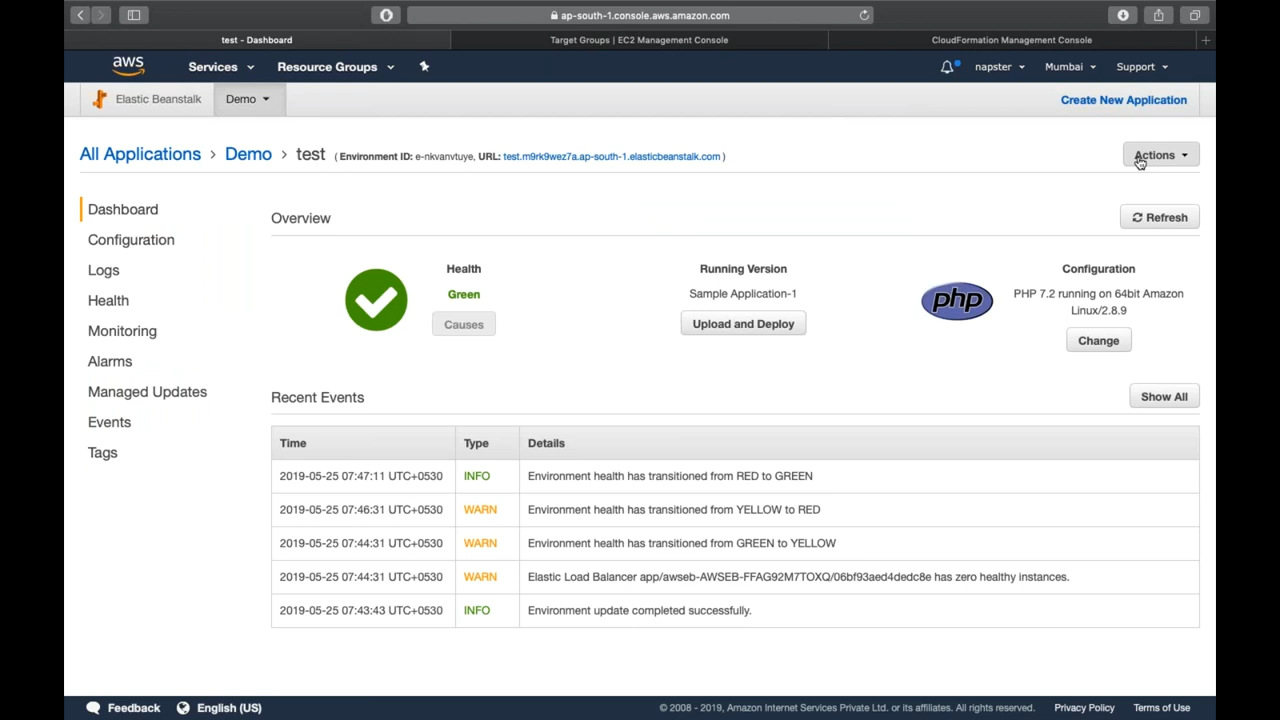 ap-south-1.console.aws.amazon.com
test - Dashboard
Target Groups | EC2 Management Console
CloudFormation Management Console
aws
Services
Resource Groups
napster
Mumbai
Support
Elastic Beanstalk
Demo
Create New Application
All Applications > Demo > test ( Environment ID: e-nkvanvtuye, URL: test.m9rk9wez7a.ap-south-1.elasticbeanstalk.com )
Actions
Dashboard
Configuration
Logs
Health
Monitoring
Alarms
Managed Updates
Events
Tags
Overview
Refresh
Health
Green
Causes
Running Version
Sample Application-1
Upload and Deploy
php
Configuration
PHP 7.2 running on 64bit Amazon
Linux/2.8.9
Change
Recent Events
Show All
Time Type Details
2019-05-25 07:47:11 UTC+0530 INFO Environment health has transitioned from RED to GREEN
2019-05-25 07:46:31 UTC+0530 WARN Environment health has transitioned from YELLOW to RED
2019-05-25 07:44:31 UTC+0530 WARN Environment health has transitioned from GREEN to YELLOW
2019-05-25 07:44:31 UTC+0530 WARN Elastic Load Balancer app/awseb-AWSEB-FFAG92M7TOXQ/06bf93aed4dedc8e has zero healthy instances.
2019-05-25 07:43:43 UTC+0530 INFO Environment update completed successfully.
Feedback
English (US)
© 2008 - 2019, Amazon Internet Services Private Ltd. or its affiliates. All rights reserved.
Privacy Policy
Terms of Use